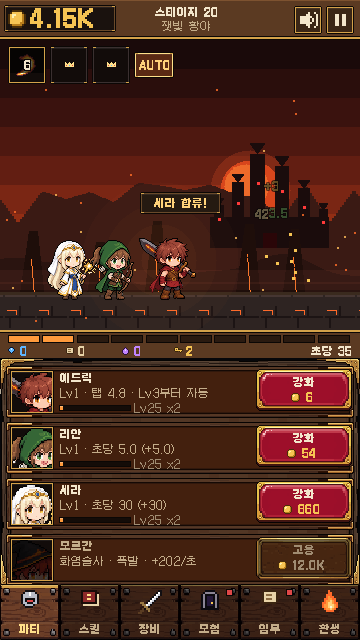 4.15K
스테이지 20
잿빛 황야
6
AUTO
세라 합류!
423.5
0
0
0
2
초당 35
에드릭
Lv1 · 탭 4.8 · Lv3부터 자동
Lv25 x2
강화
6
리안
Lv1 · 초당 5.0 (+5.0)
Lv25 x2
강화
54
세라
Lv1 · 초당 30 (+30)
Lv25 x2
강화
660
모르간
화염술사 · 폭발 · +202/초
고용
12.0K
파티
스킬
장비
모험
임무
환생